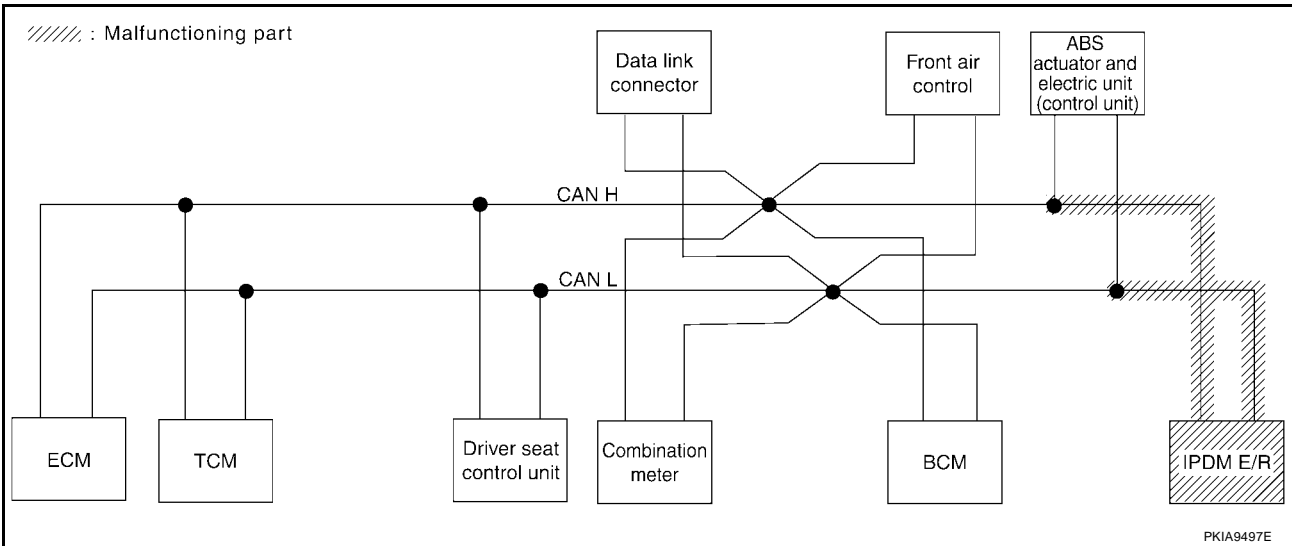 : Malfunctioning part
Data link
connector
Front air
control
ABS
actuator and
electric unit
(control unit)
CAN H
CAN L
ECM
TCM
Driver seat
control unit
Combination
meter
BCM
IPDM E/R
PKIA9497E